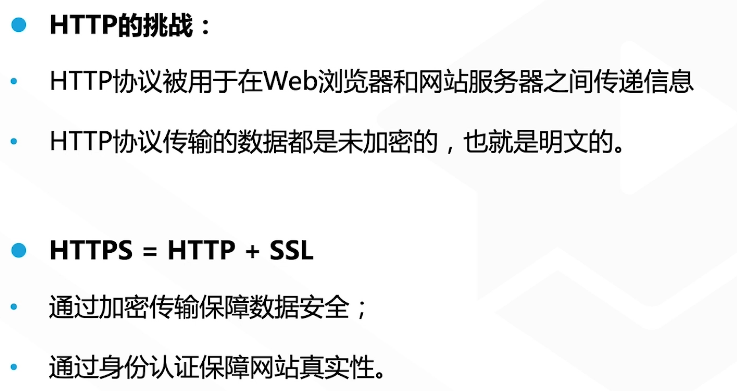 HTTP的挑战：
HTTP协议被用于在Web浏览器和网站服务器之间传递信息
HTTP协议传输的数据都是未加密的，也就是明文的。
HTTPS = HTTP + SSL
通过加密传输保障数据安全；
通过身份认证保障网站真实性。